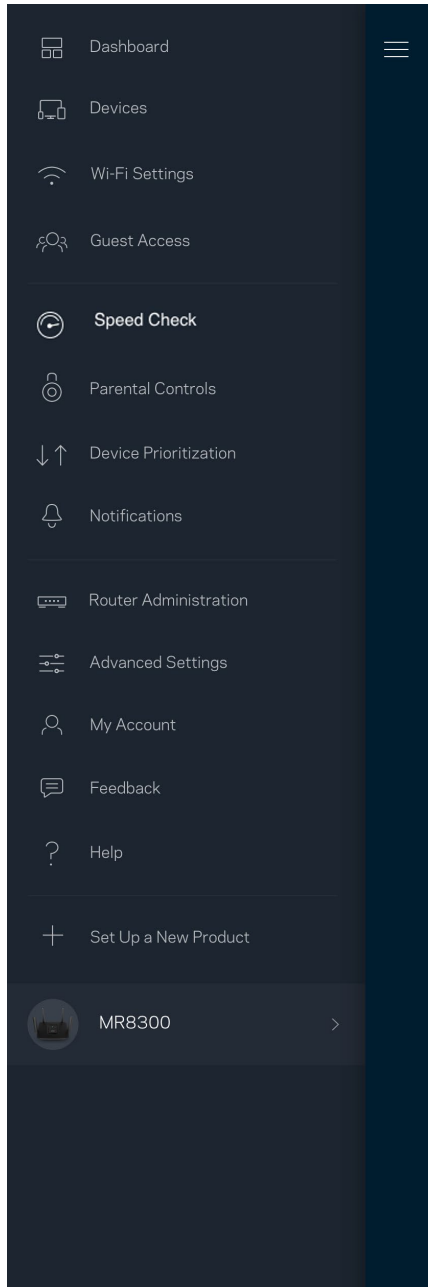 Dashboard
Devices
Wi-Fi Settings
Guest Access
Speed Check
Parental Controls
Device Prioritization
Notifications
Router Administration
Advanced Settings
My Account
Feedback
Help
Set Up a New Product
MR8300